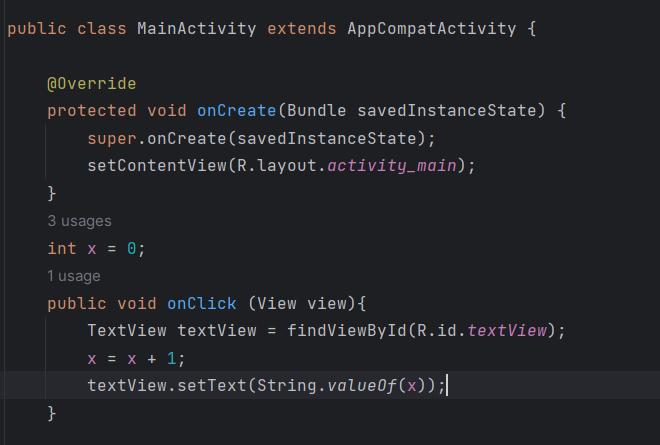 public class MainActivity extends AppCompatActivity {
@Override
protected void onCreate(Bundle savedInstanceState) {
super.onCreate(savedInstanceState);
setContentView(R.layout.activity_main);
}
3 usages
int x = 0;
1 usage
public void onClick (View view){
TextView textView = findViewById(R.id.textView);
x = x + 1;
textView.setText(String.valueOf(x));
}